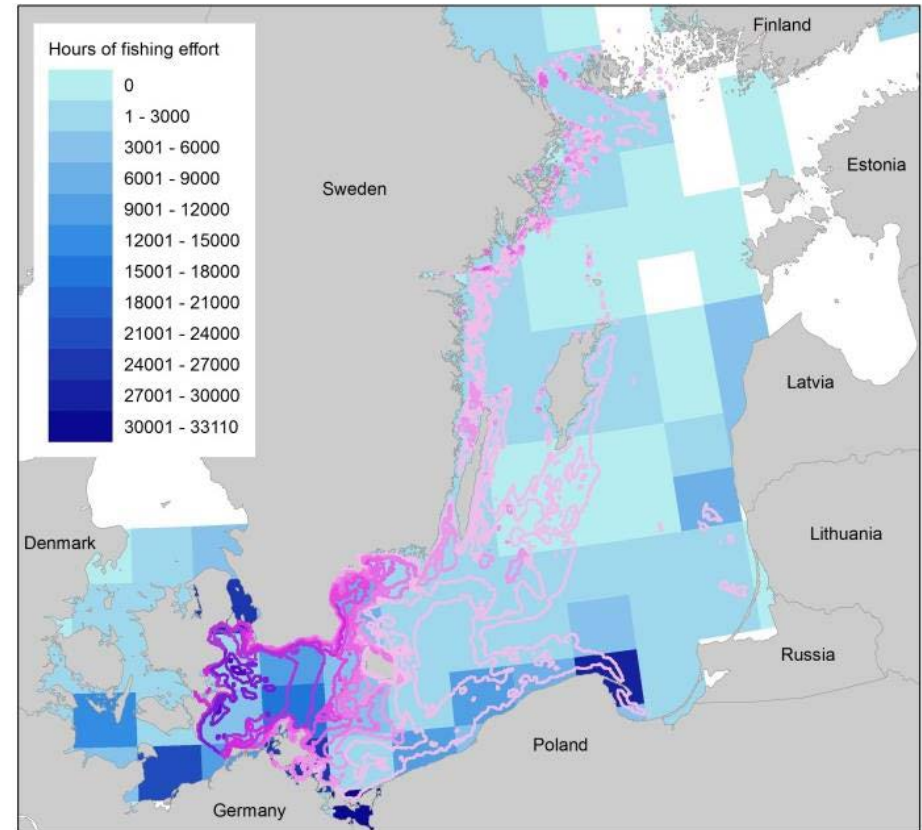 Hours of fishing effort
0
1 - 3000
3001 - 6000
6001 - 9000
9001 - 12000
12001 - 15000
15001 - 18000
18001 - 21000
21001 - 24000
24001 - 27000
27001 - 30000
30001 - 33110
Finland
Estonia
Sweden
Latvia
Denmark
Lithuania
Russia
Poland
Germany